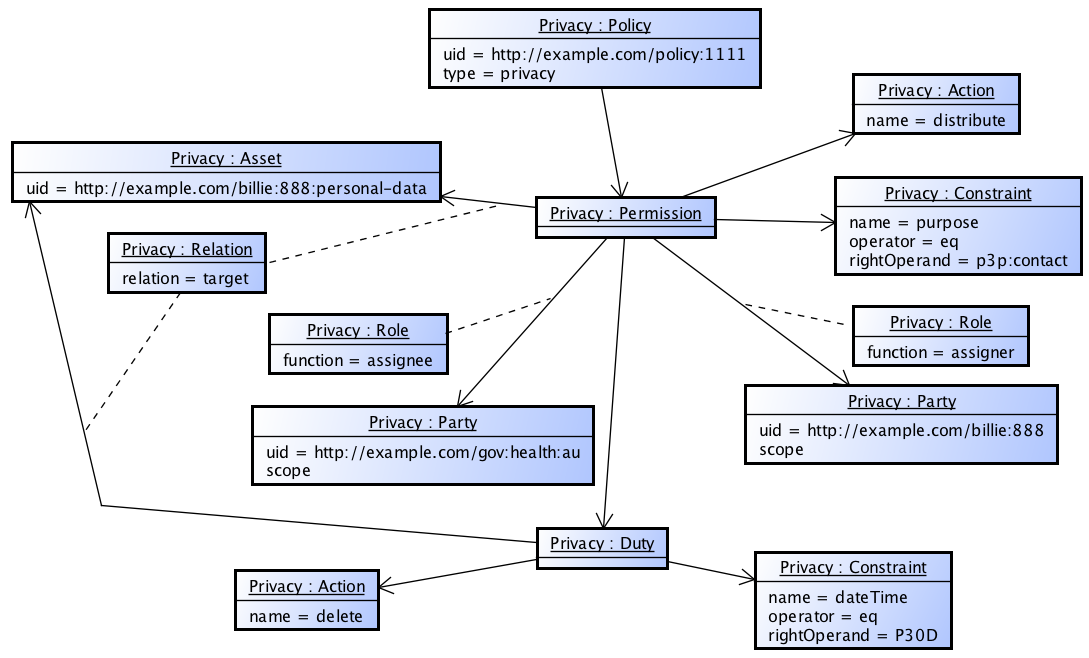 Privacy : Policy
uid = http://example.com/policy:1111
type = privacy
Privacy : Action
name = distribute
Privacy : Asset
uid = http://example.com/billie:888:personal-data
Privacy : Permission
Privacy : Constraint
name = purpose
operator = eq
rightOperand = p3p:contact
Privacy : Relation
relation = target
Privacy : Role
function = assignee
Privacy : Role
function = assigner
Privacy : Party
uid = http://example.com/gov:health:au
scope
Privacy : Party
uid = http://example.com/billie:888
scope
Privacy : Duty
Privacy : Action
name = delete
Privacy : Constraint
name = dateTime
operator = eq
rightOperand = P30D